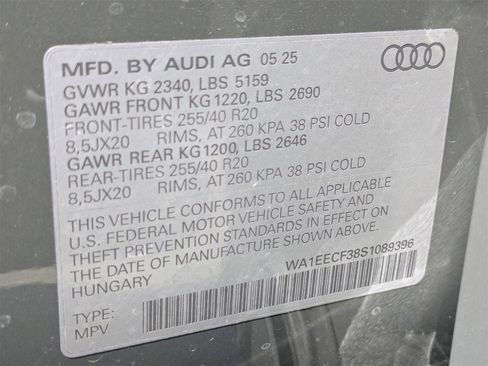 MFD. BY AUDI AG 05 25
GVWR KG 2340, LBS 5159
GAWR FRONT KG 1220, LBS 2690
FRONT-TIRES 255/40 R20
8,5JX20 RIMS, AT 260 KPA 38 PSI COLD
GAWR REAR KG1200, LBS 2646
REAR-TIRES 255/40 R20
8,5JX20 RIMS, AT 260 KPA 38 PSI COLD
THIS VEHICLE CONFORMS TO ALL APPLICABLE
U.S. FEDERAL MOTOR VEHICLE SAFETY AND
THEFT PREVENTION STANDARDS IN EFFECT ON
THE DATE OF MANUFACTURE SHOWN ABOVE.
HUNGARY WA1EECF38S1089396
TYPE:
MPV